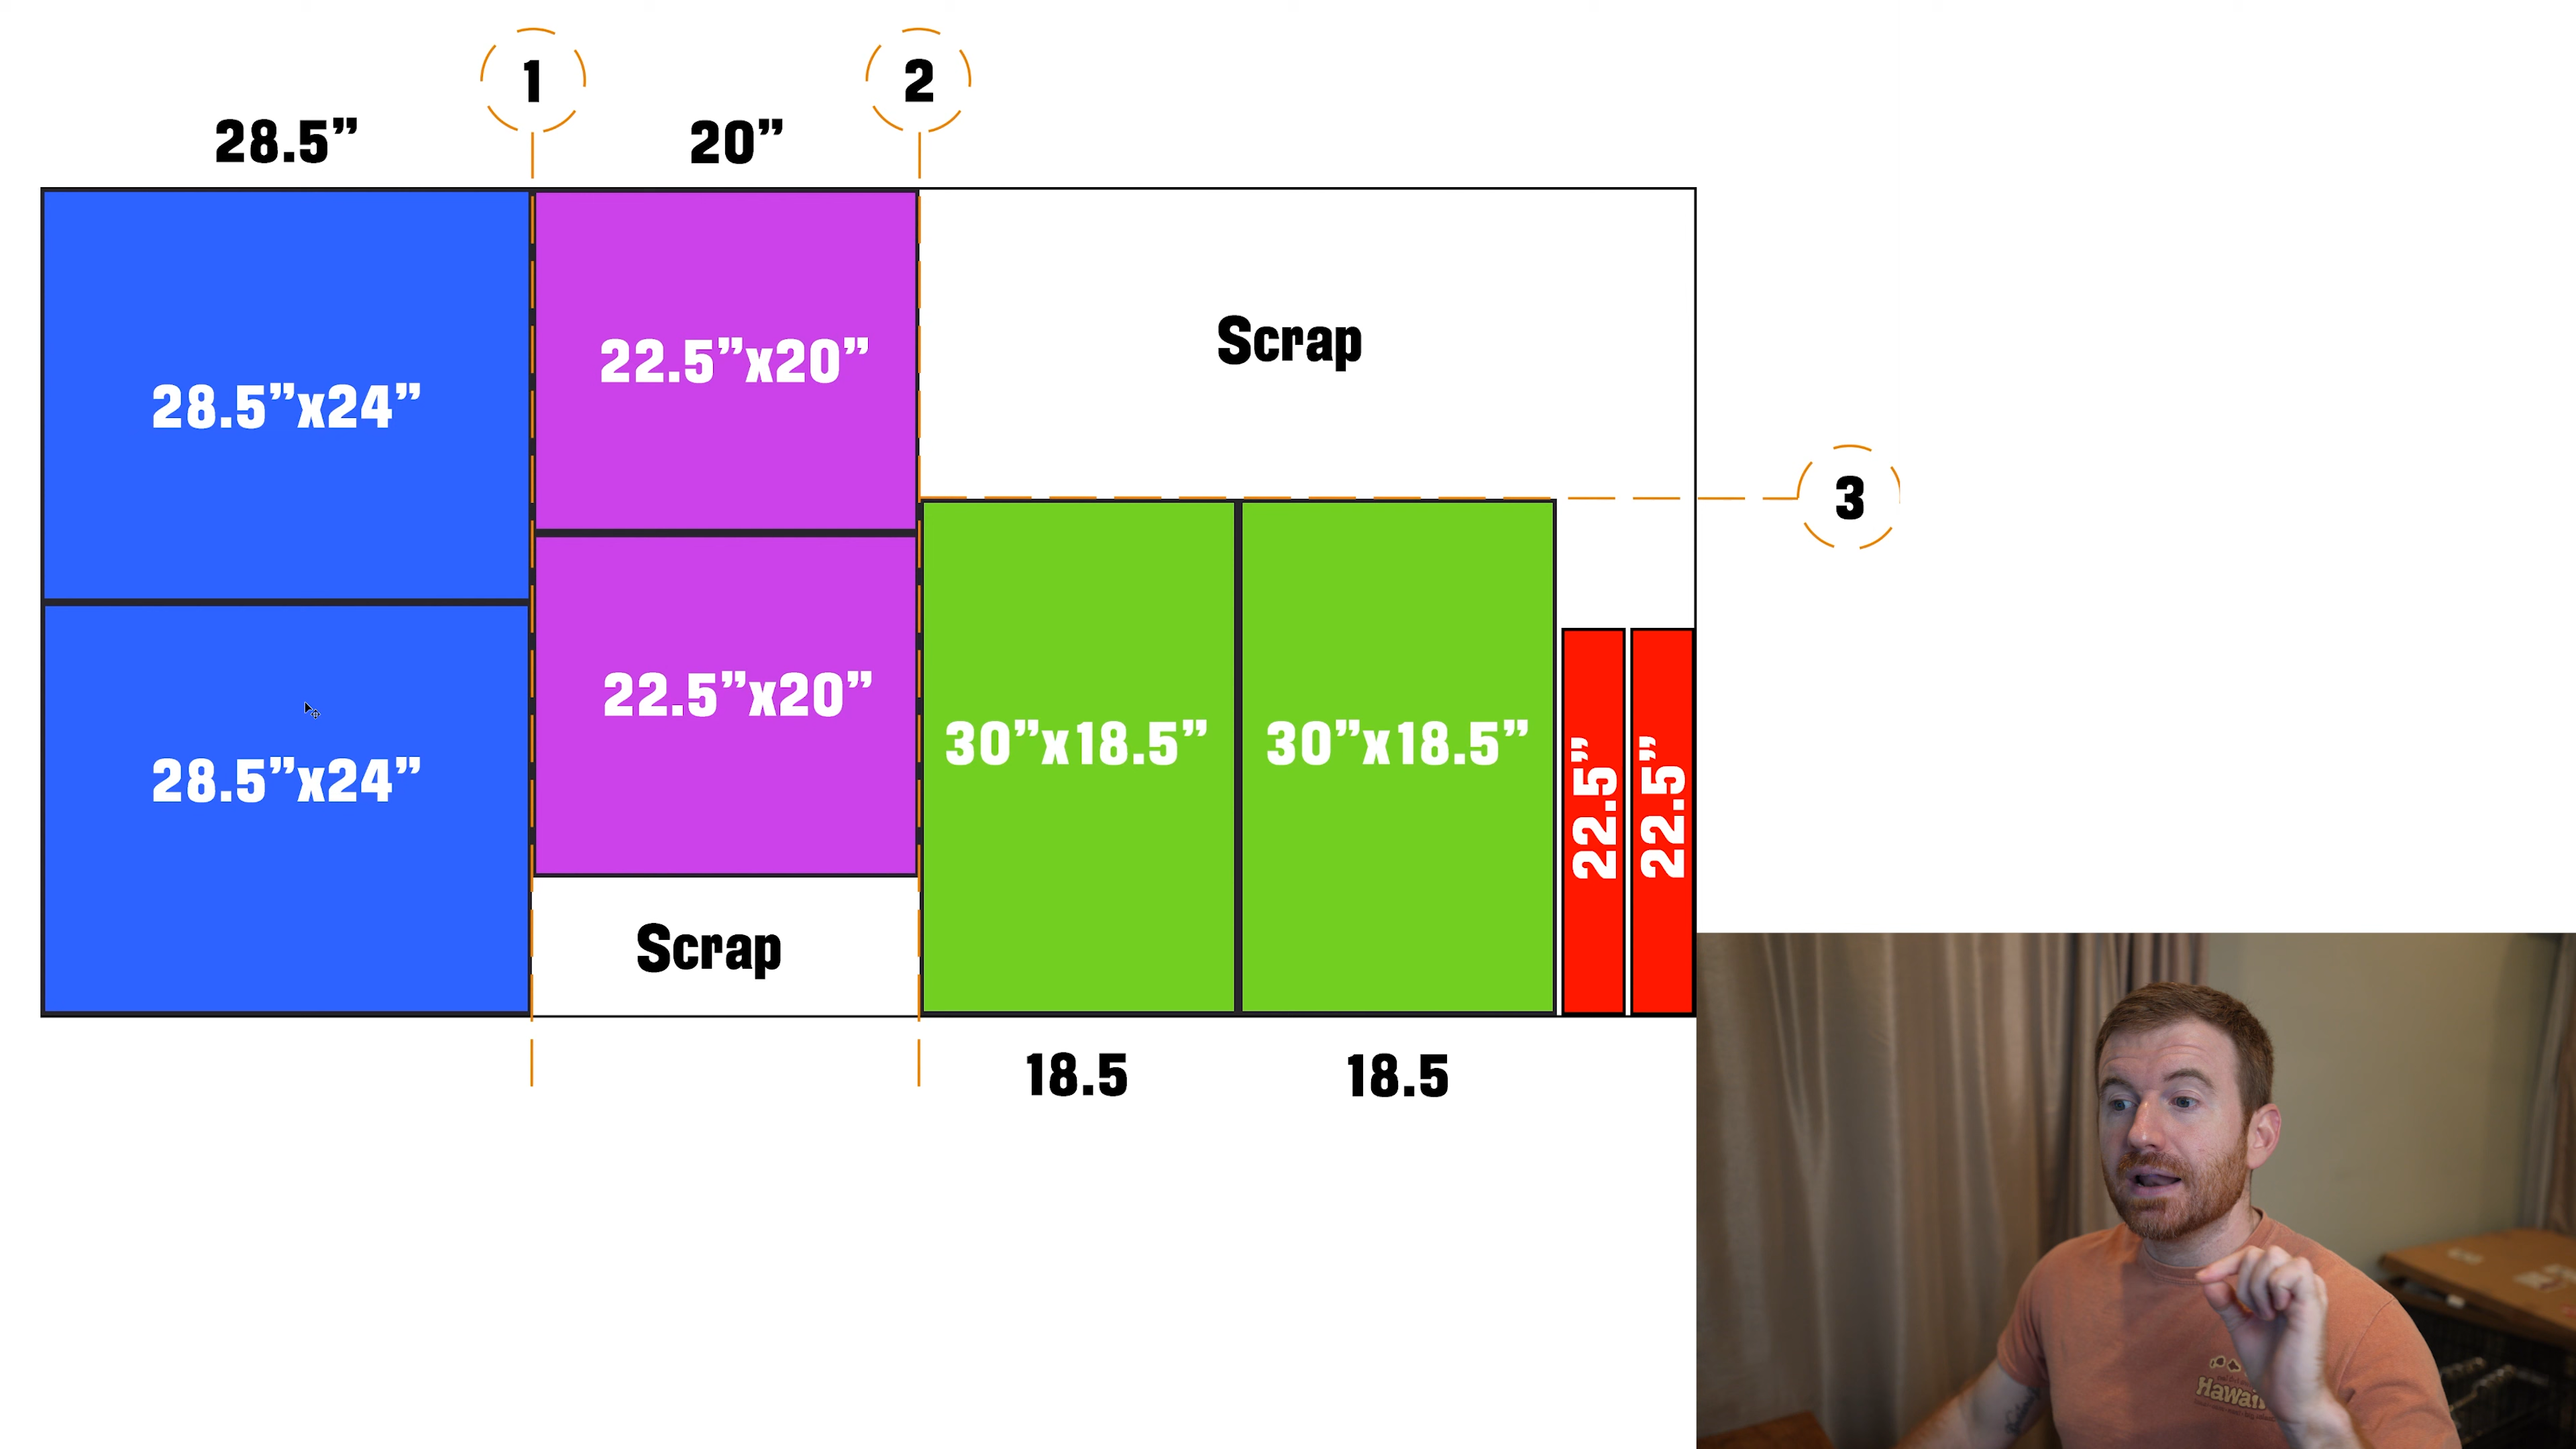 1
2
28.5”
20”
22.5”x20”
Scrap
28.5”x24”
3
22.5”x20”
30”x18.5”
30”x18.5”
28.5”x24”
22.5”
22.5”
Scrap
18.5
18.5
Hawaii